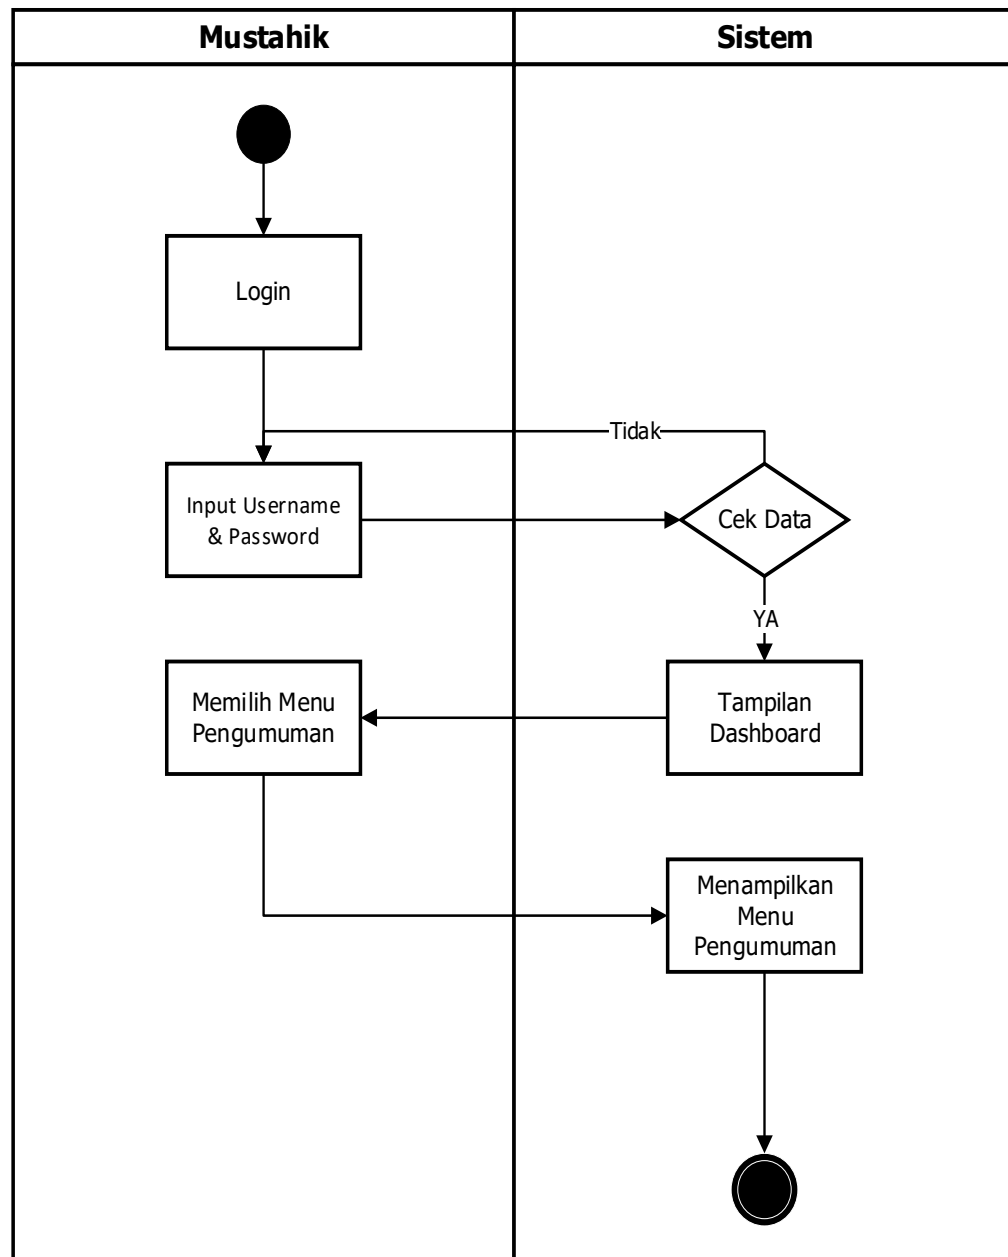 Mustahik
Sistem
Login
Tidak
Input Username
& Password
Cek Data
YA
Memilih Menu
Pengumuman
Tampilan
Dashboard
Menampilkan
Menu
Pengumuman